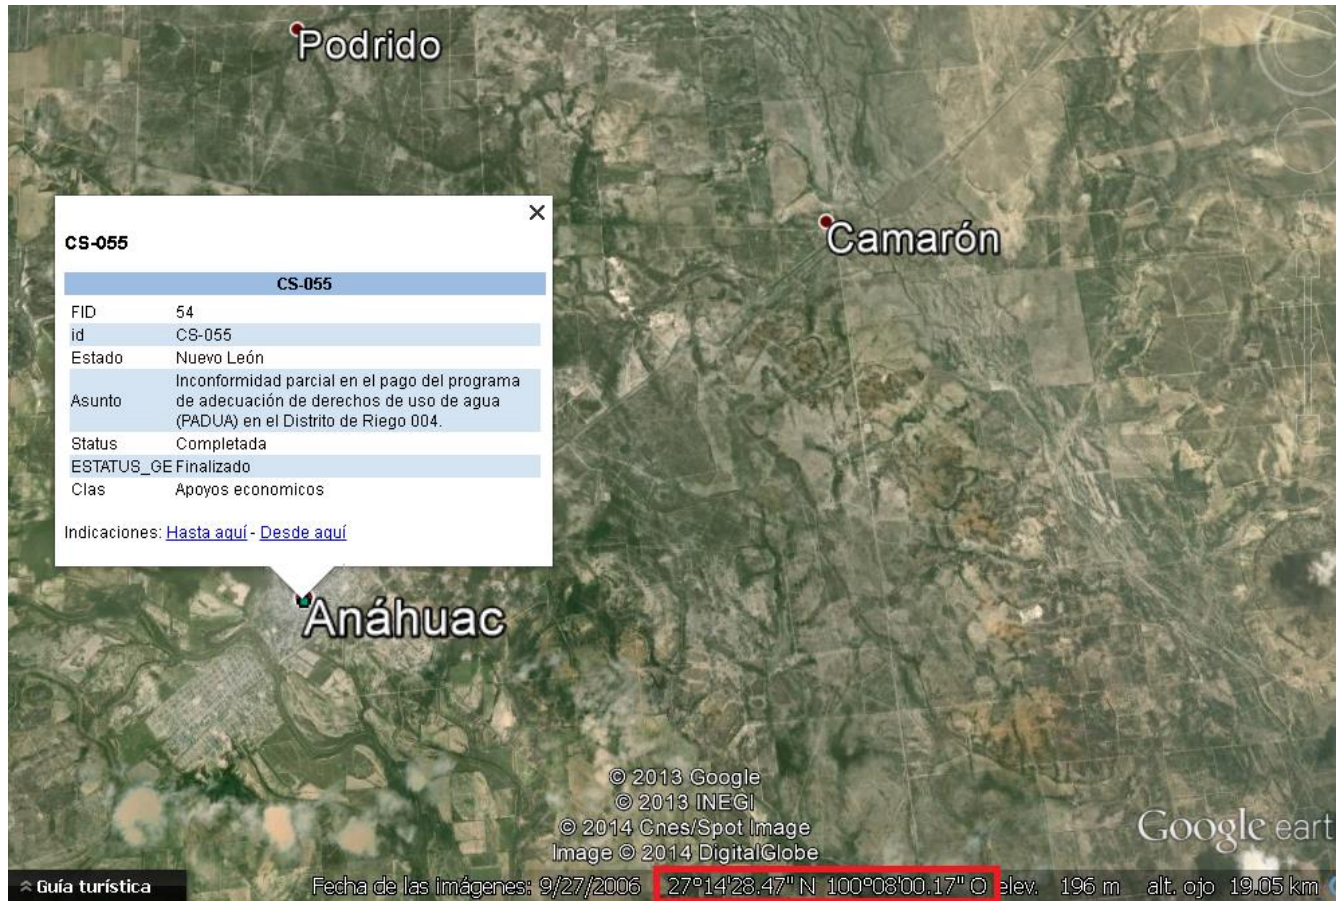 Podrido
Camarón
CS-055
CS-055
FID 54
id CS-055
Estado Nuevo León
Asunto Inconformidad parcial en el pago del programa
de adecuación de derechos de uso de agua
(PADUA) en el Distrito de Riego 004.
Status Completada
ESTATUS_GE Finalizado
Clas Apoyos economicos
Indicaciones: Hasta aquí - Desde aquí
Anáhuac
© 2013 Google
© 2013 INEGI
© 2014 Cnes/Spot Image
Image © 2014 DigitalGlobe
Google eart
Guía turística
Fecha de las imágenes: 9/27/2006 27°14'28.47" N 100°08'00.17" O elev. 196 m alt. ojo 19.05 km